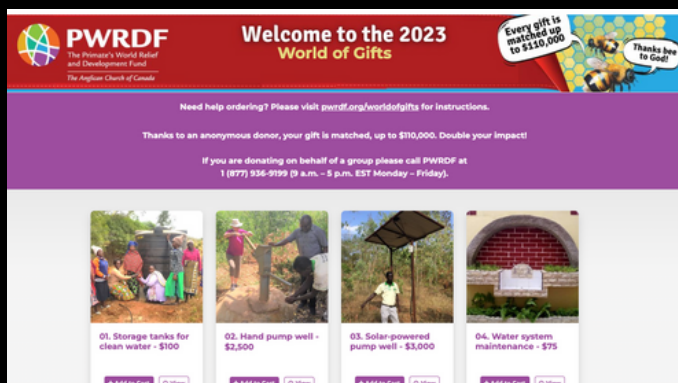 PWRDF
The Primate's World Relief
and Development Fund
The Anglican Church of Canada
Welcome to the 2023
World of Gifts
Every gift is
matched up
to $110,000
Thanks bee
to God!
Need help ordering? Please visit pwrdf.org/worldofgifts for instructions.
Thanks to an anonymous donor, your gift is matched, up to $110,000. Double your impact!
If you are donating on behalf of a group please call PWRDF at
1 (877) 936-9199 (9 a.m. – 5 p.m. EST Monday – Friday).
01. Storage tanks for
clean water - $100
02. Hand pump well -
$2,500
03. Solar-powered
pump well - $3,000
04. Water system
maintenance - $75